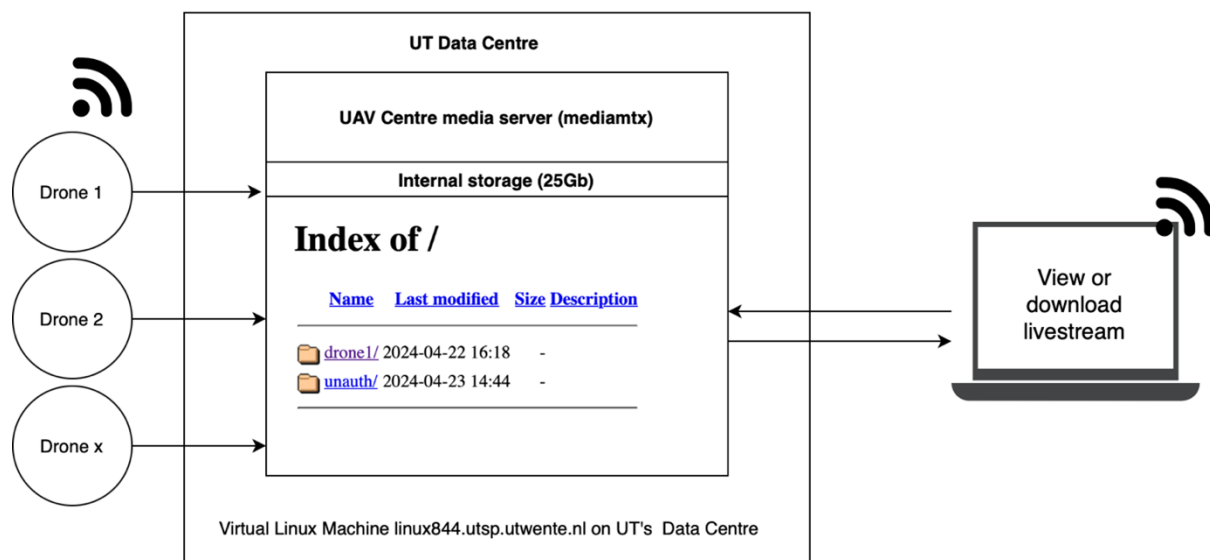 UT Data Centre
UAV Centre media server (mediamtx)
Internal storage (25Gb)
Drone 1
Drone 2
Drone x
Index of /
Name Last modified Size Description
drone1/ 2024-04-22 16:18 -
unauth/ 2024-04-23 14:44 -
View or
download
livestream
Virtual Linux Machine linux844.utsp.utwente.nl on UT's Data Centre